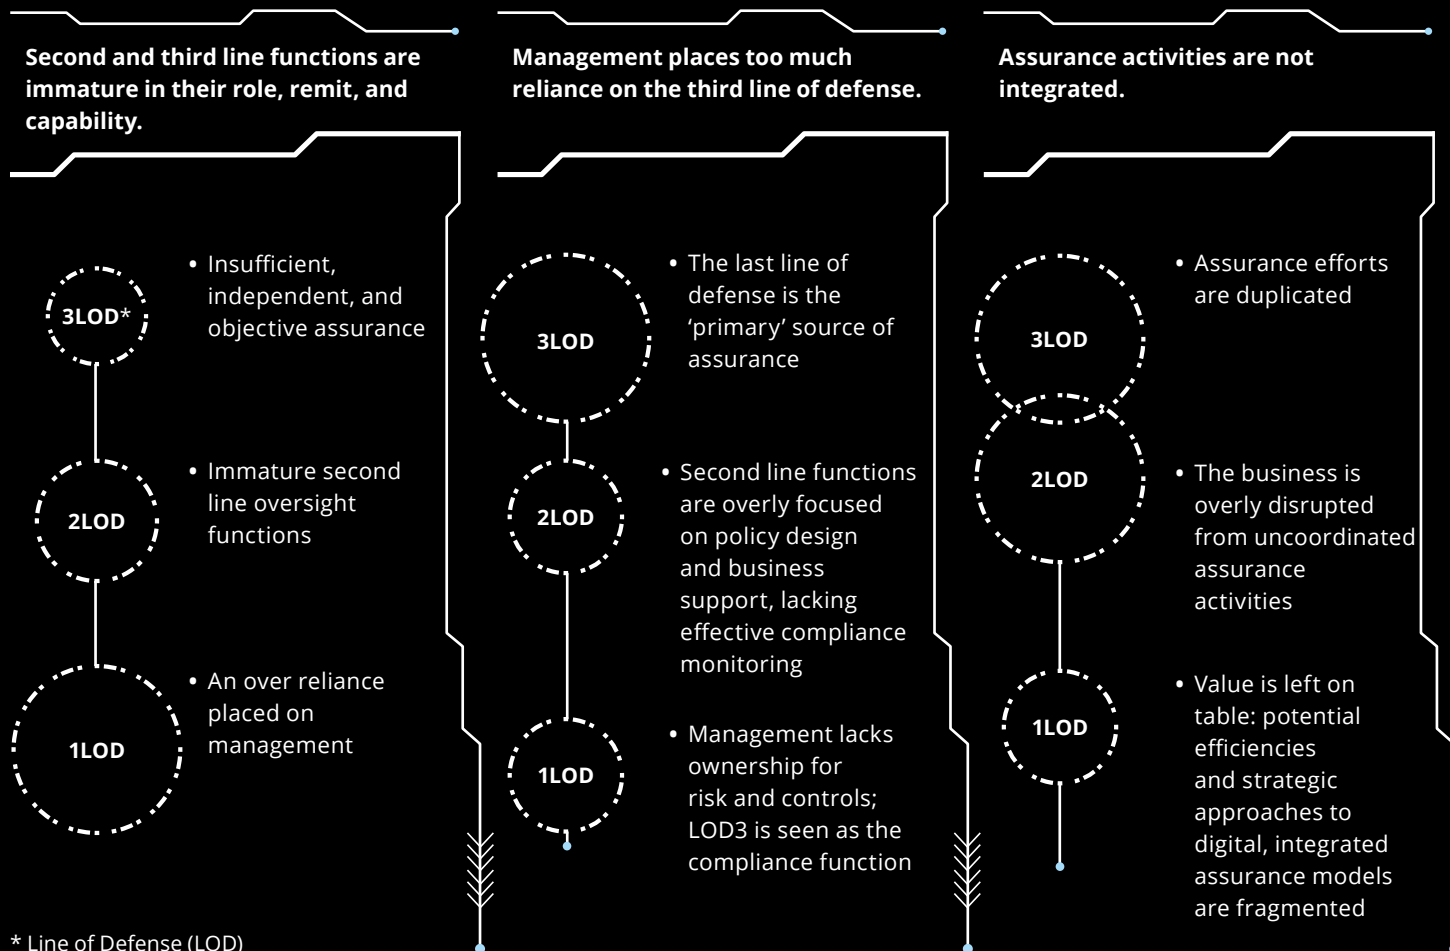 Second and third line functions are
immature in their role, remit, and
capability.
3LOD*
• Insufficient,
independent, and
objective assurance
2LOD
• Immature second
line oversight
functions
1LOD
• An over reliance
placed on
management
* Line of Defense (LOD)
Management places too much
reliance on the third line of defense.
3LOD
• The last line of
defense is the
‘primary’ source of
assurance
2LOD
• Second line functions
are overly focused
on policy design
and business
support, lacking
effective compliance
monitoring
1LOD
• Management lacks
ownership for
risk and controls;
LOD3 is seen as the
compliance function
Assurance activities are not
integrated.
3LOD
• Assurance efforts
are duplicated
2LOD
• The business is
overly disrupted
from uncoordinated
assurance
activities
1LOD
• Value is left on
table: potential
efficiencies
and strategic
approaches to
digital, integrated
assurance models
are fragmented